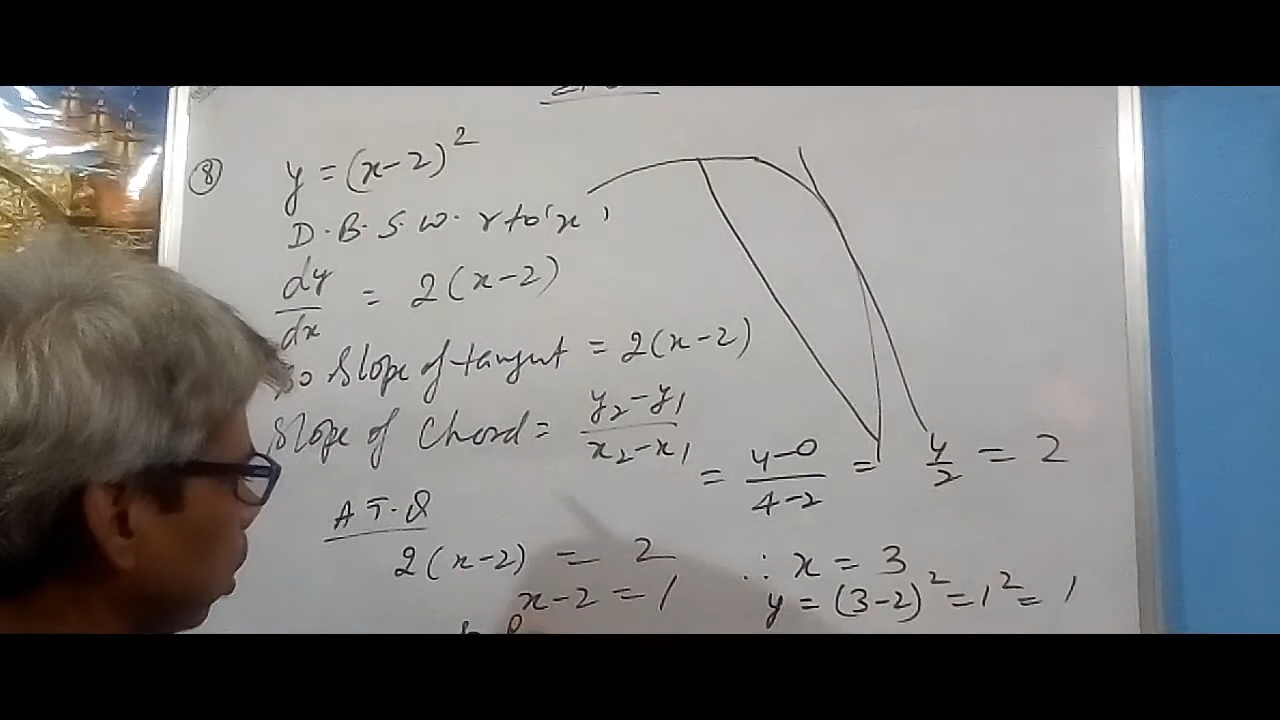 ⑧ y = (x-2)²
D.B.S.W. r to 'x'
dy/dx = 2(x-2)
so slope of tangent = 2(x-2)
slope of chord = y₂-y₁/x₂-x₁ = 4-0/4-2 = 4/2 = 2
A T.Q
2(x-2) = 2
x-2 = 1
∴ x = 3
y = (3-2)² = 1² = 1